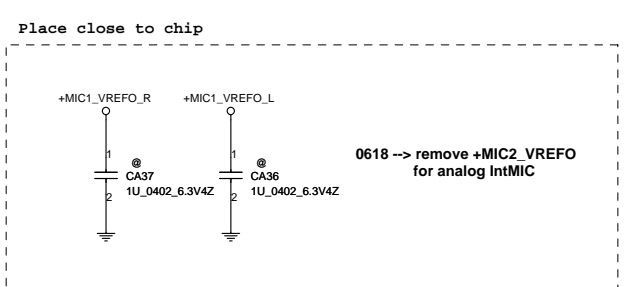 Place close to chip
+MIC1_VREFO_R
+MIC1_VREFO_L
1
@
CA37
1U_0402_6.3V4Z
2
1
@
CA36
1U_0402_6.3V4Z
2
0618 --> remove +MIC2_VREFO
for analog IntMIC